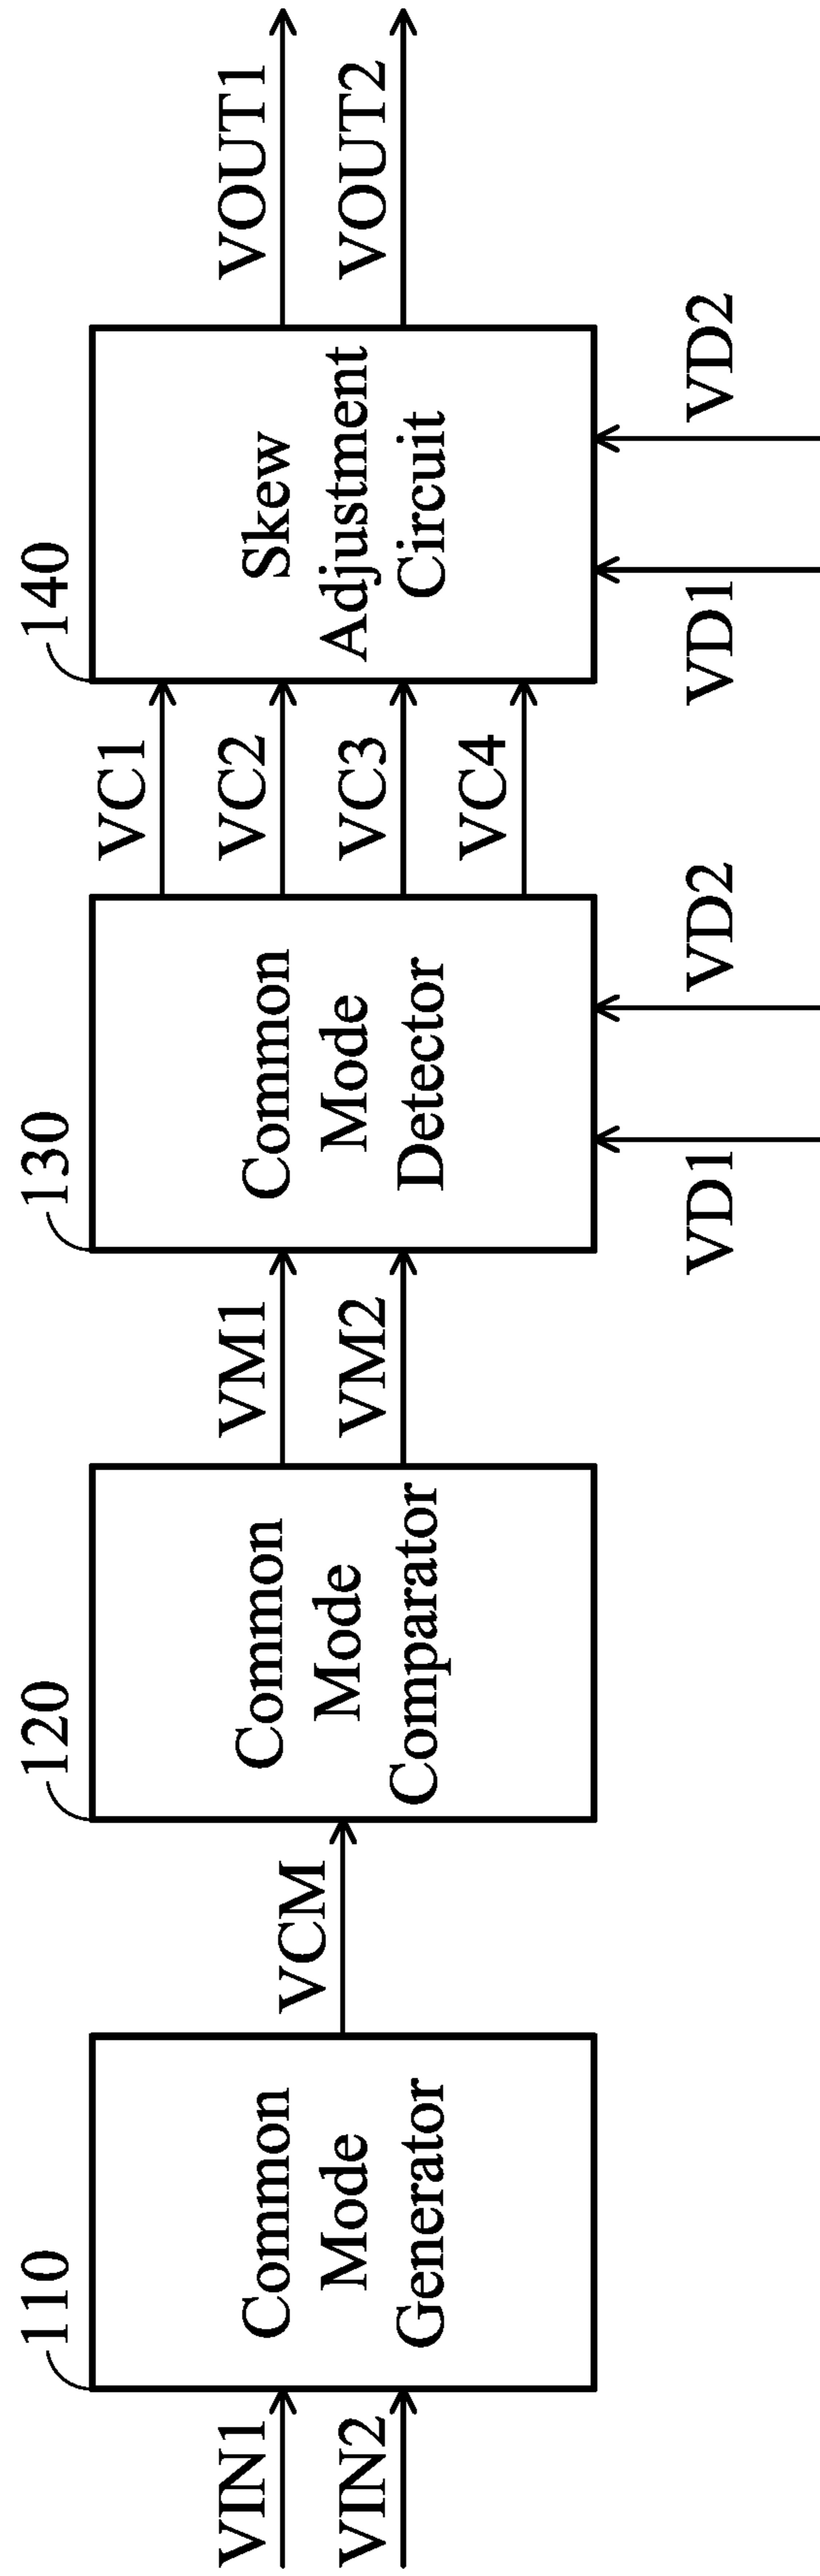 110
120
130
140
VIN1
VIN2
Common
Mode
Generator
VCM
Common
Mode
Comparator
VM1
VM2
Common
Mode
Detector
VC1
VC2
VC3
VC4
Skew
Adjustment
Circuit
VOUT1
VOUT2
VD1
VD2
VD1
VD2